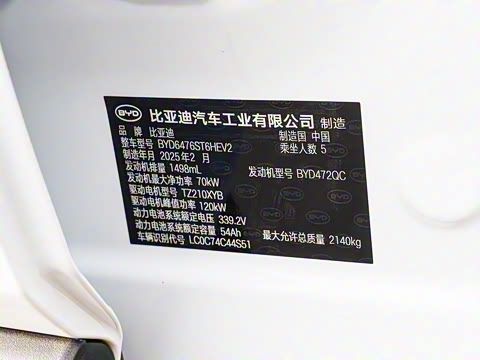 BYD 比亚迪汽车工业有限公司 制造
品牌 比亚迪 制造国 中国
整车型号 BYD6476ST6HEV2 乘坐人数 5
制造年月 2025年2月
发动机排量 1498mL 发动机型号 BYD472QC
发动机最大净功率 70kW
驱动电机型号 TZ210XYB
驱动电机峰值功率 120kW
动力电池系统额定电压 339.2V
动力电池系统额定容量 54Ah 最大允许总质量 2140kg
车辆识别代号 LC0C74C44S51